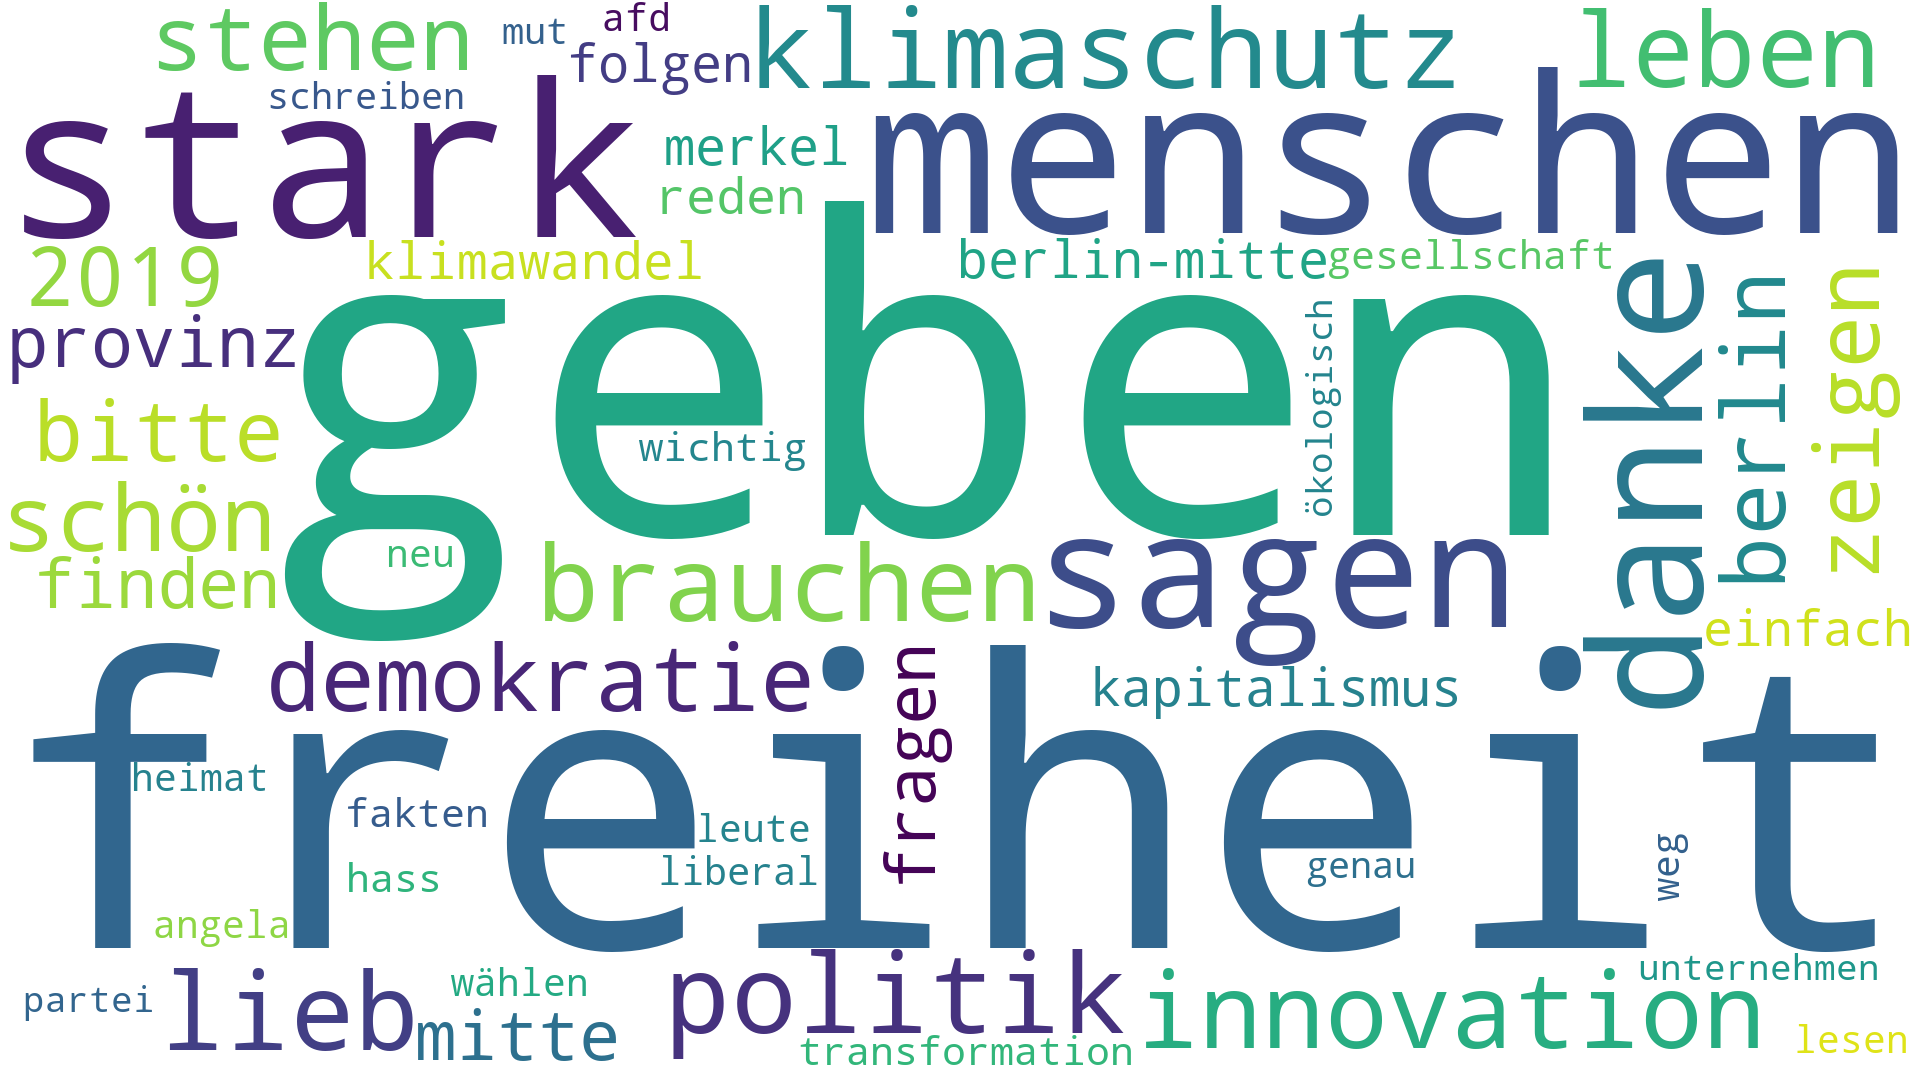 stehen
mut
afd
folgen
klimaschutz
leben
schreiben
stark
merkel
reden
menschen
2019
klimawandel
berlin-mitte
gesellschaft
provinz
geben
ökologisch
danke
berlin
zeigen
bitte
wichtig
schön
neu
finden
brauchen
sagen
einfach
demokratie
fragen
kapitalismus
freiheit
heimat
fakten
leute
hass
liberal
genau
weg
angela
partei
lieb
wählen
mitte
politik
transformation
innovation
unternehmen
lesen